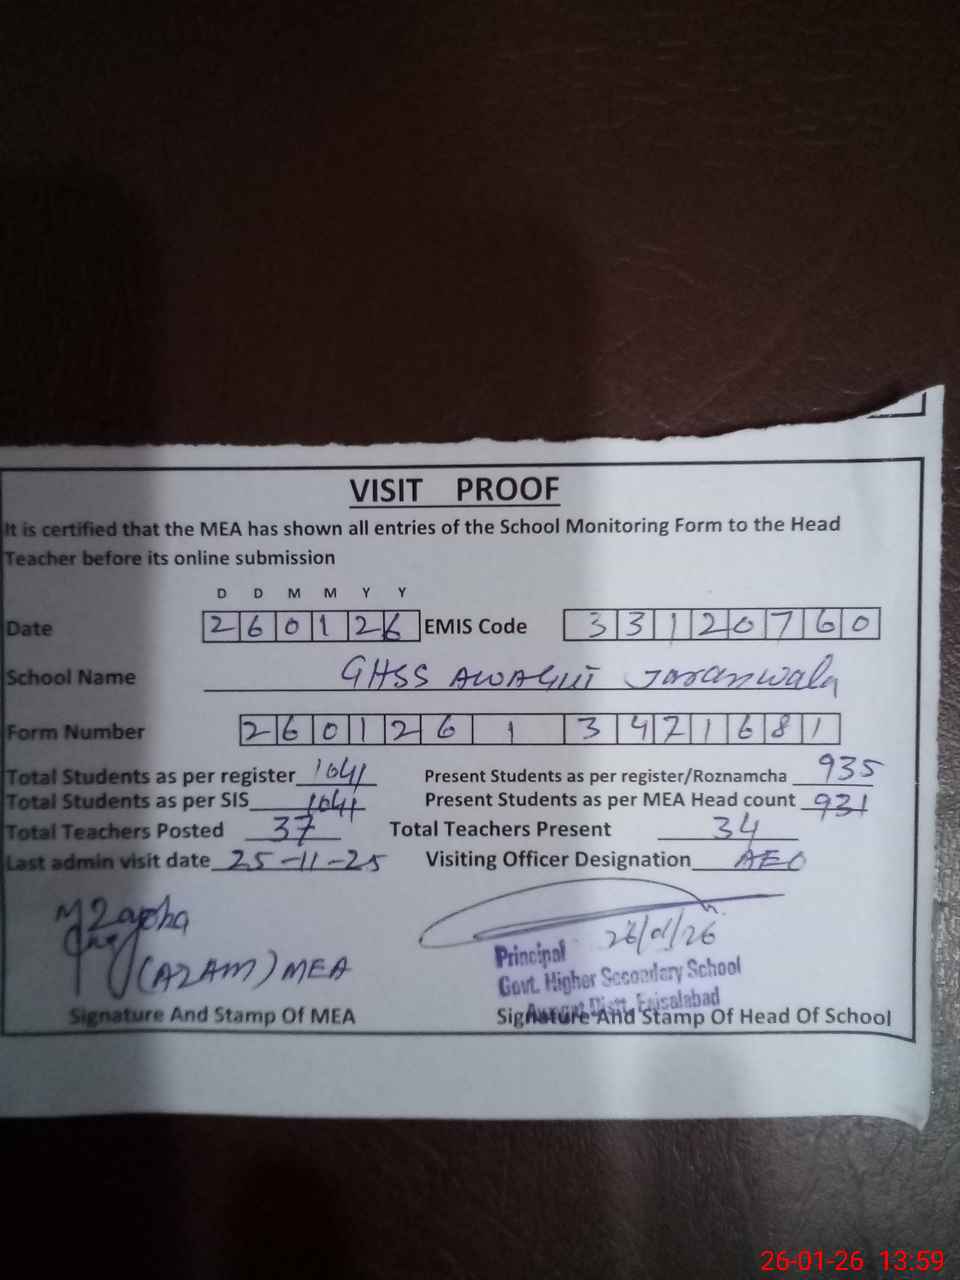 VISIT PROOF
It is certified that the MEA has shown all entries of the School Monitoring Form to the Head
Teacher before its online submission
D D M M Y Y
Date 2 6 0 1 2 6 EMIS Code 3 3 1 2 0 7 6 0
School Name GHSS AWAGUT Jaranwala
Form Number 2 6 0 1 2 6 1 3 4 7 1 6 8 1
Total Students as per register 1041 Present Students as per register/Roznamcha 935
Total Students as per SIS 1041 Present Students as per MEA Head count 931
Total Teachers Posted 37 Total Teachers Present 34
Last admin visit date 25-11-25 Visiting Officer Designation AEO
(AZAM) MEA
26/01/26
Principal
Govt. Higher Secondary School
Awagat Distt. Faisalabad
Signature And Stamp Of MEA Signature And Stamp Of Head Of School
26-01-26 13:59